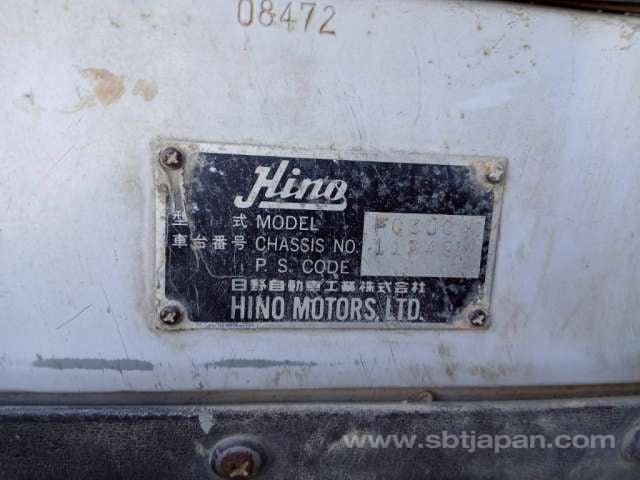 08472
Hino
型 式 MODEL
車台番号 CHASSIS NO.
P. S. CODE
日野自動車工業株式会社
HINO MOTORS, LTD.
www.sbtjapan.com